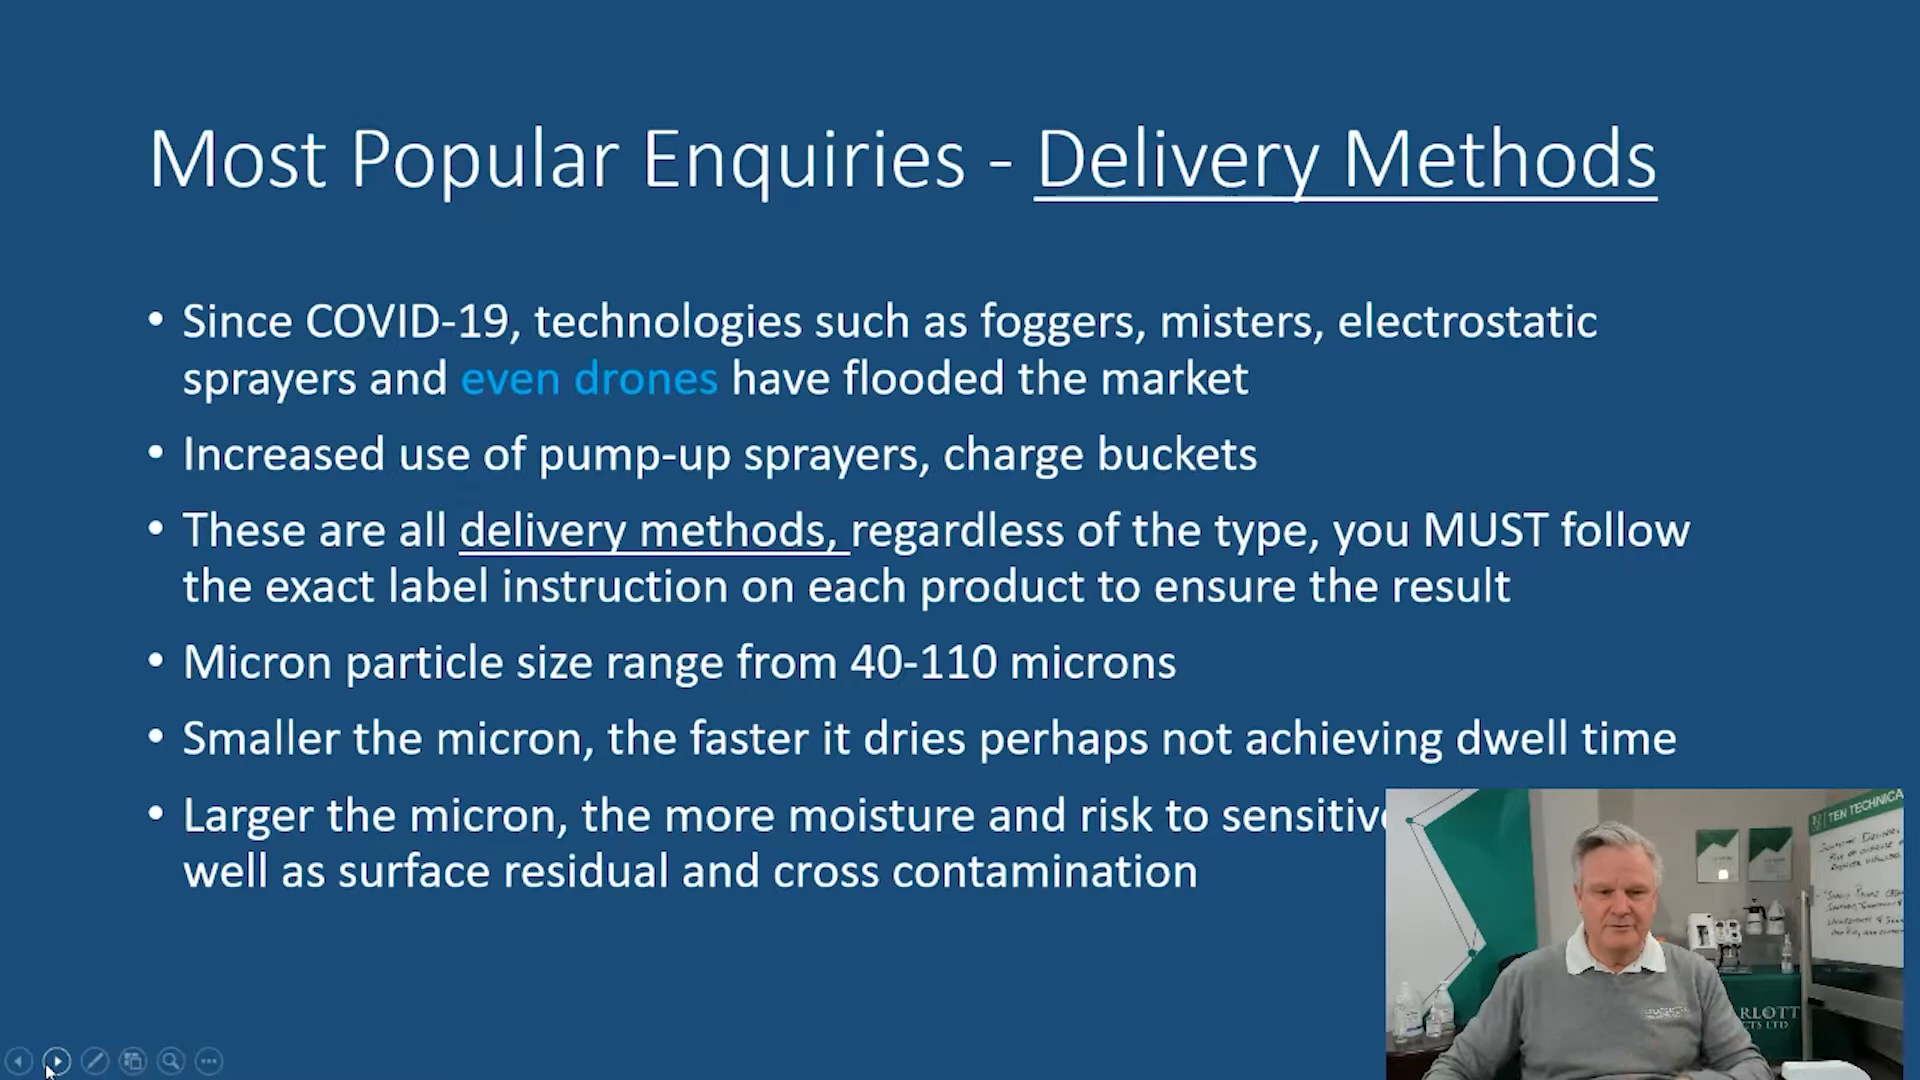 Most Popular Enquiries - Delivery Methods
• Since COVID-19, technologies such as foggers, misters, electrostatic
sprayers and even drones have flooded the market
• Increased use of pump-up sprayers, charge buckets
• These are all delivery methods, regardless of the type, you MUST follow
the exact label instruction on each product to ensure the result
• Micron particle size range from 40-110 microns
• Smaller the micron, the faster it dries perhaps not achieving dwell time
• Larger the micron, the more moisture and risk to sensitive
well as surface residual and cross contamination
TEN TECHNICA
RLOTT
CTS LTD